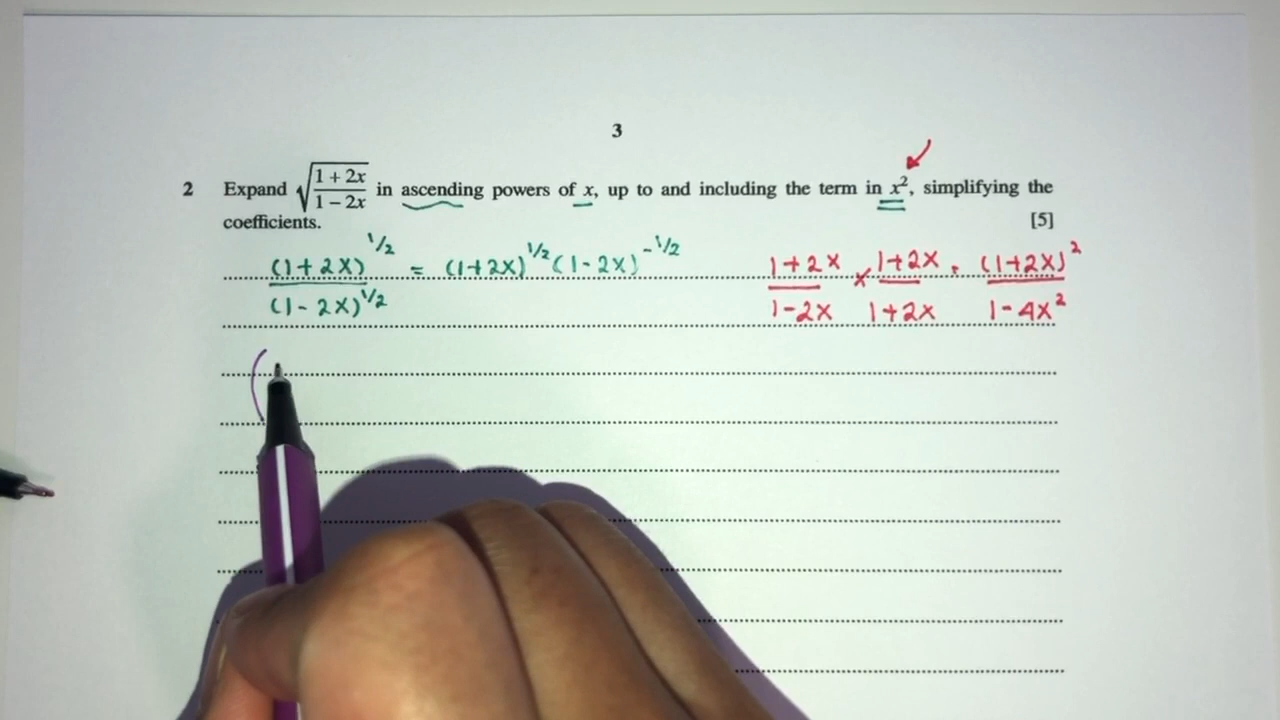 3
2 Expand √((1 + 2x)/(1 − 2x)) in ascending powers of x, up to and including the term in x², simplifying the
coefficients. [5]
(1+2x)^1/2 / (1-2x)^1/2 = (1+2x)^1/2 (1-2x)^-1/2
1+2x / 1-2x × 1+2x / 1+2x = (1+2x)² / 1-4x²
(